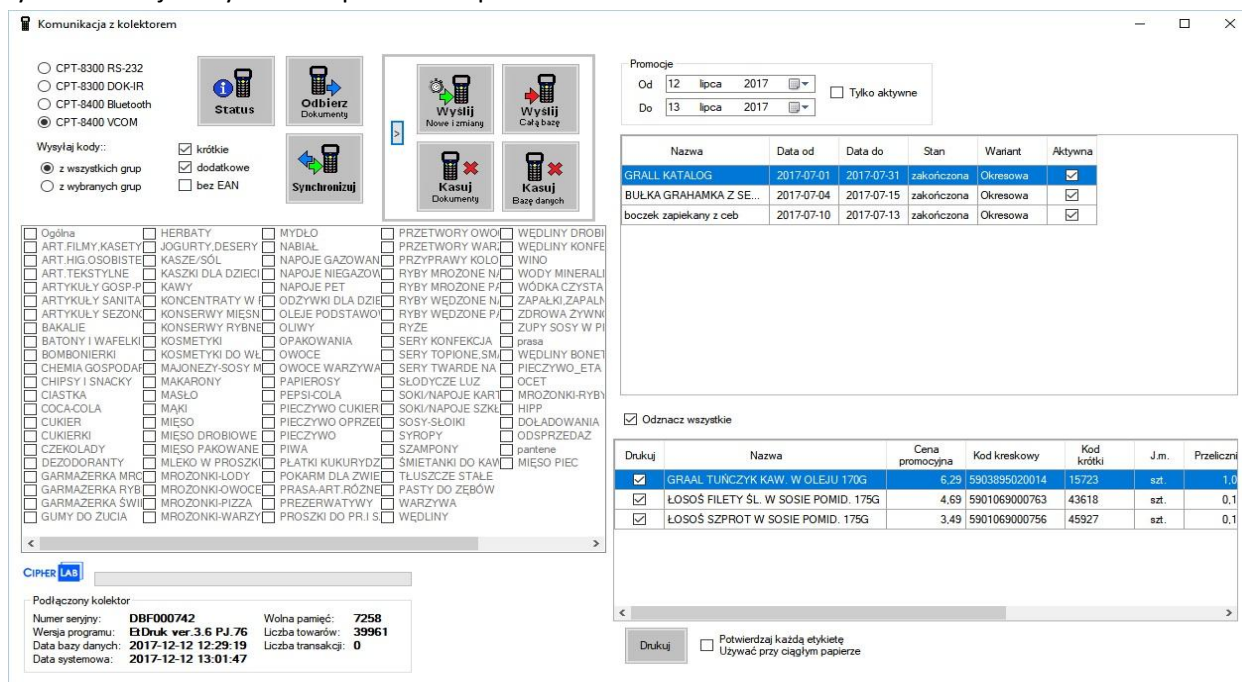 Komunikacja z kolektorem
CPT-8300 RS-232
CPT-8300 DOK-IR
CPT-8400 Bluetooth
CPT-8400 VCOM
Status
Odbierz
Dokumenty
Wysyłaj kody::
z wszystkich grup
z wybranych grup
krótkie
dodatkowe
bez EAN
Synchronizuj
>
Wyslij
Nowe i zmiany
Wyslij
Całą bazę
Kasuj
Dokumenty
Kasuj
Bazę danych
Ogólna
ART.FILMY,KASETY
ART.HIG.OSOBISTE
ART.TEKSTYLNE
ARTYKUŁY GOSP-P
ARTYKUŁY SANITA
ARTYKUŁY SEZONO
BAKALIE
BATONY I WAFELKI
BOMBONIERKI
CHEMIA GOSPODAR
CHIPSY I SNACKY
CIASTKA
COCA-COLA
CUKIER
CUKIERKI
CZEKOLADY
DEZODORANTY
GARMAŻERKA MRO
GARMAŻERKA RYB
GARMAŻERKA ŚWI
GUMY DO ŻUCIA
HERBATY
JOGURTY,DESERY
KASZE/SÓL
KASZKI DLA DZIECI
KAWY
KONCENTRATY W P
KONSERWY MIĘSN
KONSERWY RYBNE
KOSMETYKI
KOSMETYKI DO WŁ
MAJONEZY-SOSY M
MAKARONY
MASŁO
MĄKI
MIĘSO
MIĘSO DROBIOWE
MIĘSO PAKOWANE
MLEKO W PROSZKU
MROŻONKI-LODY
MROŻONKI-OWOCE
MROŻONKI-PIZZA
MROŻONKI-WARZY
MYDŁO
NABIAŁ
NAPOJE GAZOWAN
NAPOJE NIEGAZOW
NAPOJE PET
ODŻYWKI DLA DZIE
OLEJE PODSTAWO
OLIWY
OPAKOWANIA
OWOCE
OWOCE WARZYWA
PAPIEROSY
PEPSI-COLA
PIECZYWO CUKIER
PIECZYWO OPRZED
PIECZYWO
PIWA
PŁATKI KUKURYDZ
POKARM DLA ZWIE
PRASA-ART.RÓŻNE
PREZERWATYWY
PROSZKI DO PR.I S
PRZETWORY OWO
PRZETWORY WARZ
PRZYPRAWY KOLO
RYBY MROŻONE NA
RYBY MROŻONE PA
RYBY WĘDZONE NA
RYBY WĘDZONE PA
RYŻE
SERY KONFEKCJA
SERY TOPIONE,SMA
SERY TWARDE NA
SŁODYCZE LUZ
SOKI/NAPOJE KART
SOKI/NAPOJE SZKŁ
SOSY-SŁOIKI
SYROPY
SZAMPONY
ŚMIETANKI DO KAW
TŁUSZCZE STAŁE
PASTY DO ZĘBÓW
WARZYWA
WĘDLINY
WĘDLINY DROBI
WĘDLINY KONFE
WINO
WODY MINERALI
WÓDKA CZYSTA
ZAPAŁKI,ZAPALN
ZDROWA ŻYWNO
ZUPY SOSY W PI
prasa
WĘDLINY BONET
PIECZYWO_ETA
OCET
MROŻONKI-RYBY
HIPP
DOŁADOWANIA
ODSPRZEDAŻ
pantene
MIĘSO PIEC
CIPHER LAB
Podłączony kolektor
Numer seryjny: DBF000742
Wersja programu: EtDruk ver.3.6 PJ.76
Data bazy danych: 2017-12-12 12:29:19
Data systemowa: 2017-12-12 13:01:47
Wolna pamięć: 7258
Liczba towarów: 39961
Liczba transakcji: 0
Promocje
Od 12 lipca 2017
Do 13 lipca 2017
Tylko aktywne
Nazwa Data od Data do Stan Wariant Aktywna
GRALL KATALOG 2017-07-01 2017-07-31 zakończona Okresowa
BUŁKA GRAHAMKA Z SE... 2017-07-04 2017-07-15 zakończona Okresowa
boczek zapiekany z ceb 2017-07-10 2017-07-13 zakończona Okresowa
Odznacz wszystkie
Drukuj Nazwa Cena promocyjna Kod kreskowy Kod krótki J.m. Przeliczni
GRAAL TUŃCZYK KAW. W OLEJU 170G 6,29 5903895020014 15723 szt. 1,0
ŁOSOŚ FILETY ŚL. W SOSIE POMID. 175G 4,69 5901069000763 43618 szt. 0,1
ŁOSOŚ SZPROT W SOSIE POMID. 175G 3,49 5901069000756 45927 szt. 0,1
Drukuj
Potwierdzaj każdą etykietę
Używać przy ciągłym papierze